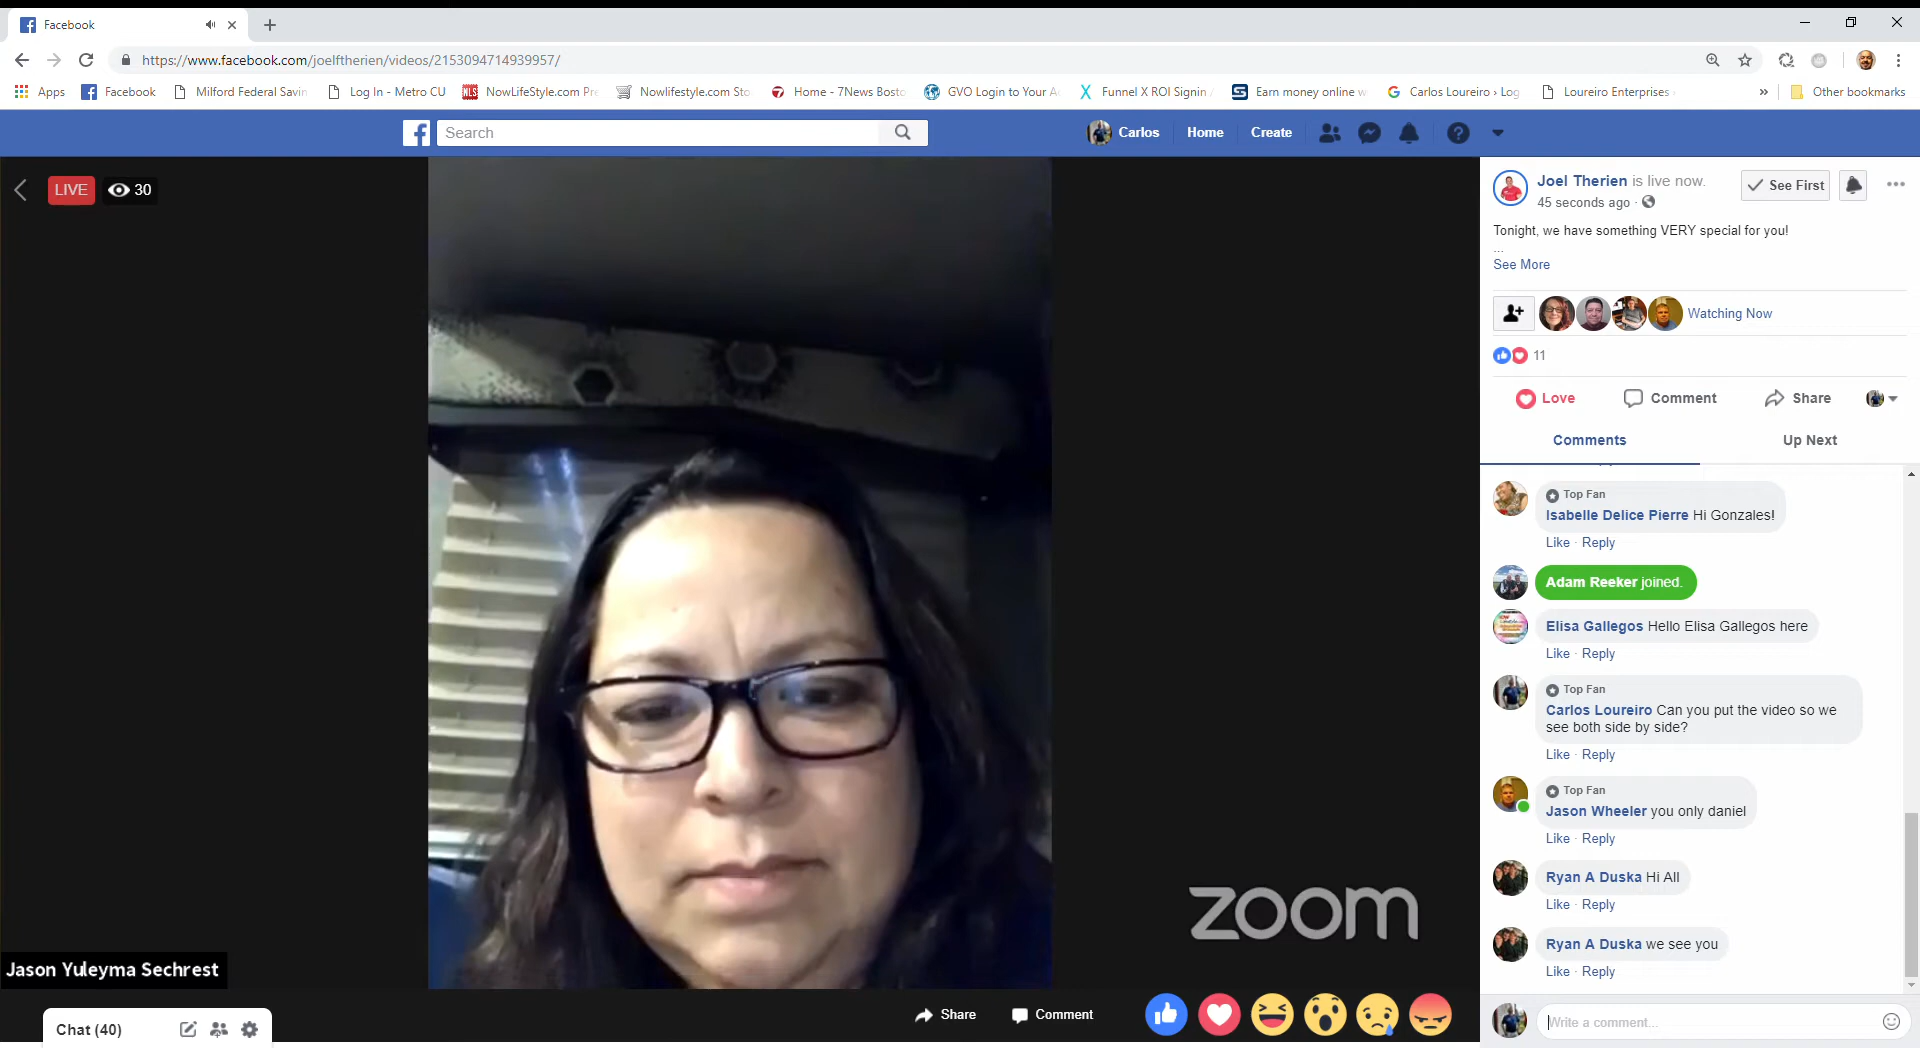 Facebook
https://www.facebook.com/joelftherien/videos/2153094714939957/
Apps
Facebook
Milford Federal Savin
Log In - Metro CU
NLS
NowLifeStyle.com Pre
Nowlifestyle.com Sto
Home - 7News Bosto
GVO Login to Your A
Funnel X ROI Signin
Earn money online w
Carlos Loureiro › Log
Loureiro Enterprises
»
Other bookmarks
Search
Carlos
Home
Create
LIVE
30
Joel Therien is live now.
See First
45 seconds ago ·
Tonight, we have something VERY special for you!
...
See More
Watching Now
11
Love
Comment
Share
Comments
Up Next
Top Fan
Isabelle Delice Pierre Hi Gonzales!
Like · Reply
Adam Reeker joined.
Elisa Gallegos Hello Elisa Gallegos here
Like · Reply
Top Fan
Carlos Loureiro Can you put the video so we
see both side by side?
Like · Reply
Top Fan
Jason Wheeler you only daniel
Like · Reply
Ryan A Duska Hi All
Like · Reply
Ryan A Duska we see you
Like · Reply
Write a comment...
zoom
Jason Yuleyma Sechrest
Share
Comment
Chat (40)